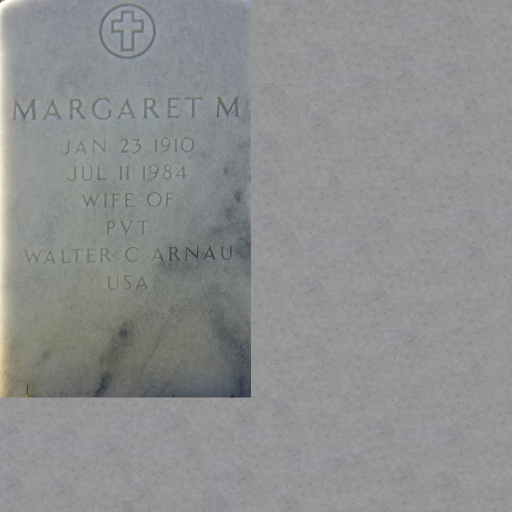 MARGARET M
JAN 23 1910
JUL 11 1984
WIFE OF
PVT
WALTER C ARNAU
USA